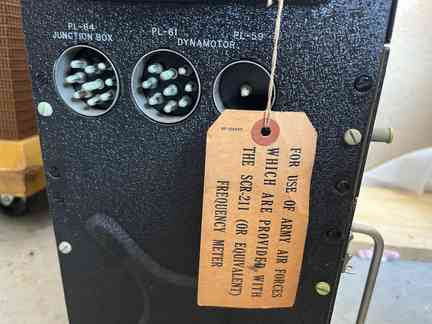 PL-64
JUNCTION BOX
PL-61
PL-59
DYNAMOTOR
FOR USE OF ARMY AIR FORCES
WHICH ARE PROVIDED WITH
THE SCR-211 (OR EQUIVALENT)
FREQUENCY METER